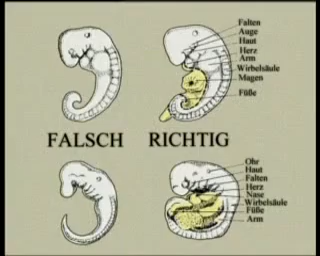 Falten
Auge
Haut
Herz
Arm
Wirbelsäule
Magen
Füße
FALSCH RICHTIG
Ohr
Haut
Falten
Herz
Nase
Wirbelsäule
Füße
Arm